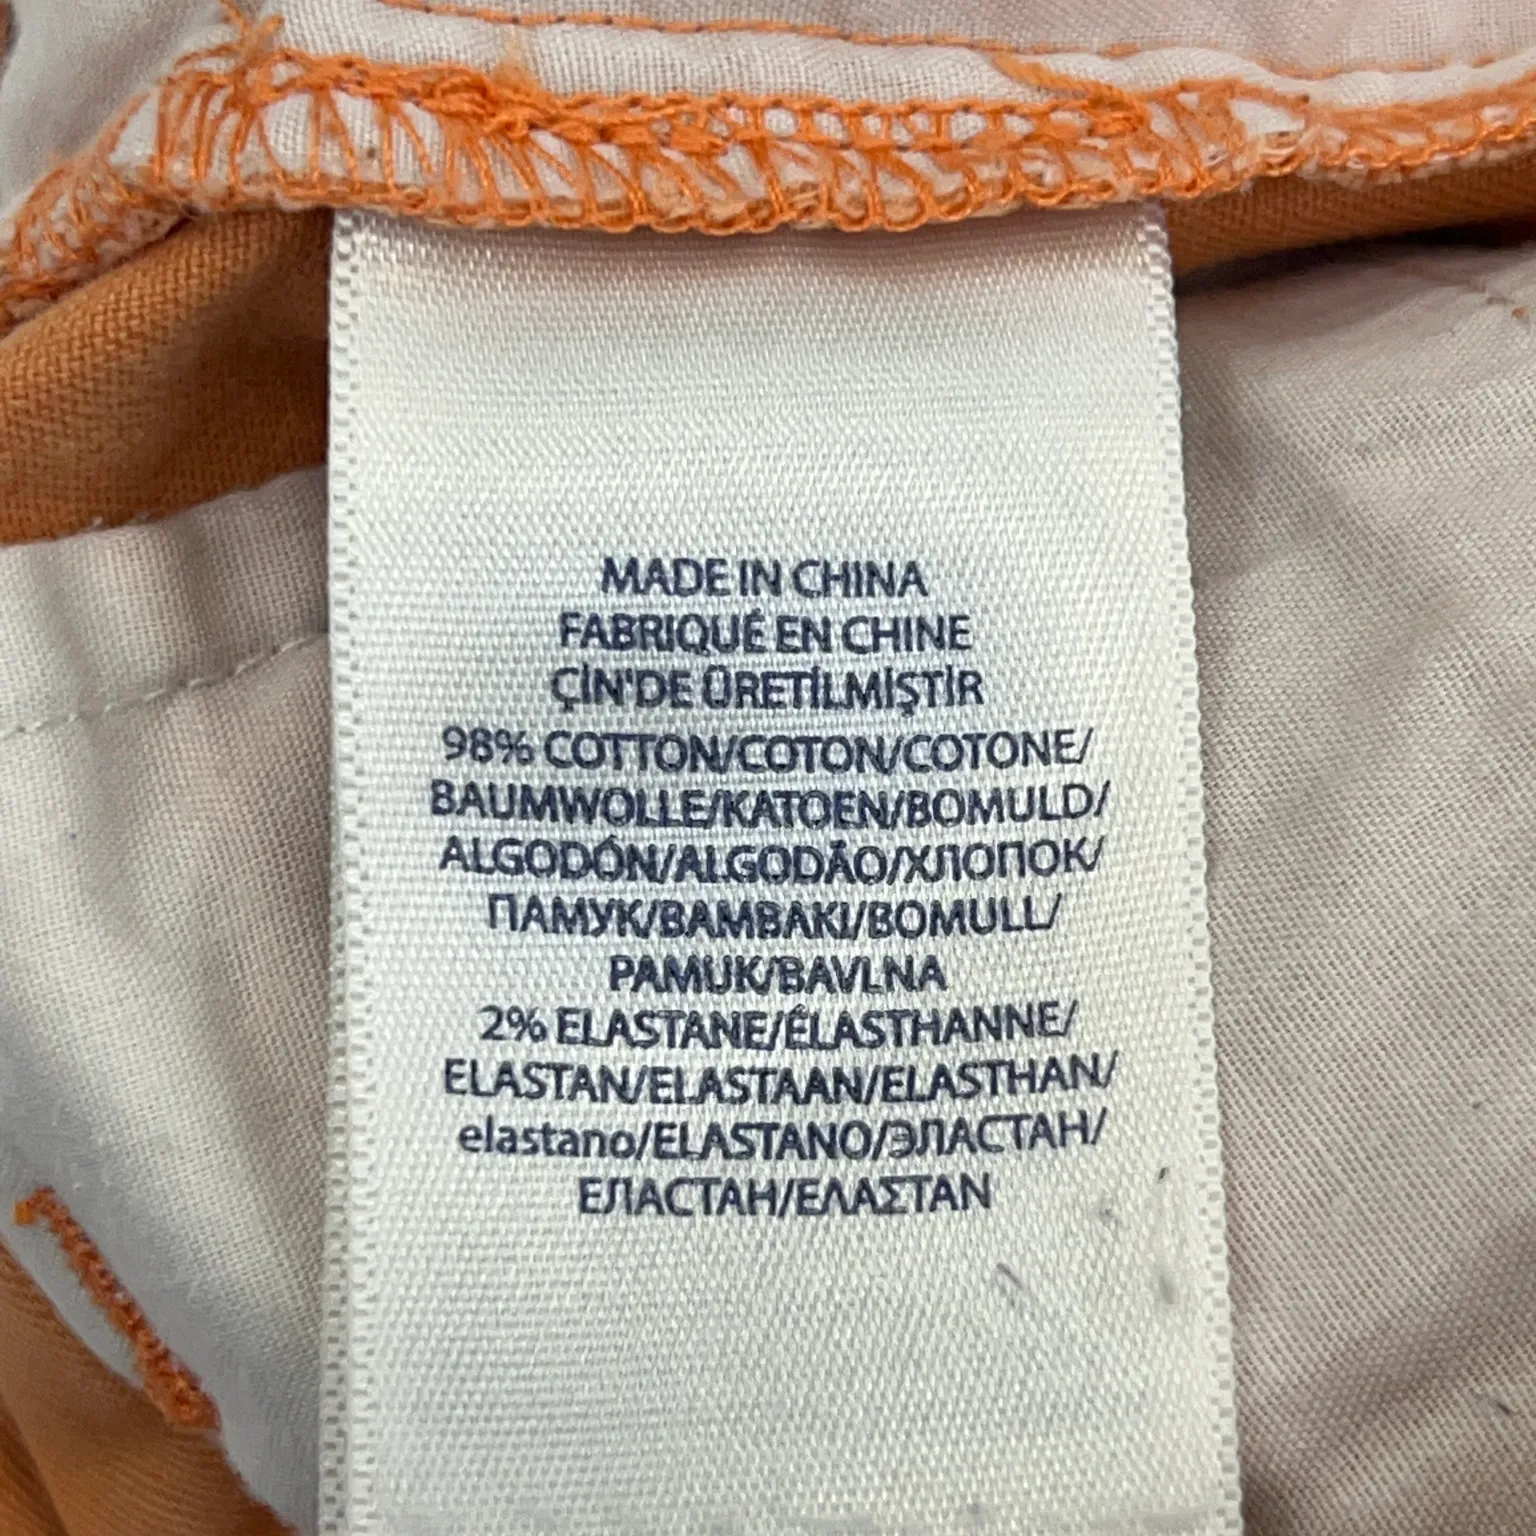 MADE IN CHINA
FABRIQUÉ EN CHINE
ÇİN'DE ÜRETİLMİŞTİR
98% COTTON/COTON/COTONE/
BAUMWOLLE/KATOEN/BOMULD/
ALGODÓN/ALGODÃO/ХЛОПОК/
ПАМУК/ΒΑΜΒΑΚΙ/BOMULL/
PAMUK/BAVLNA
2% ELASTANE/ÉLASTHANNE/
ELASTAN/ELASTAAN/ELASTHAN/
elastano/ELASTANO/ЭЛАСТАН/
ЕЛАСТАН/ΕΛΑΣΤΑΝ